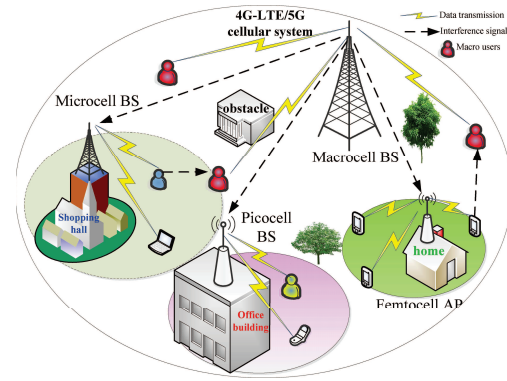 4G-LTE/5G
cellular system
Data transmission
Interference signal
Macro users
Microcell BS
obstacle
Macrocell BS
Shopping
hall
Picocell
BS
home
Office
building
Femtocell AP